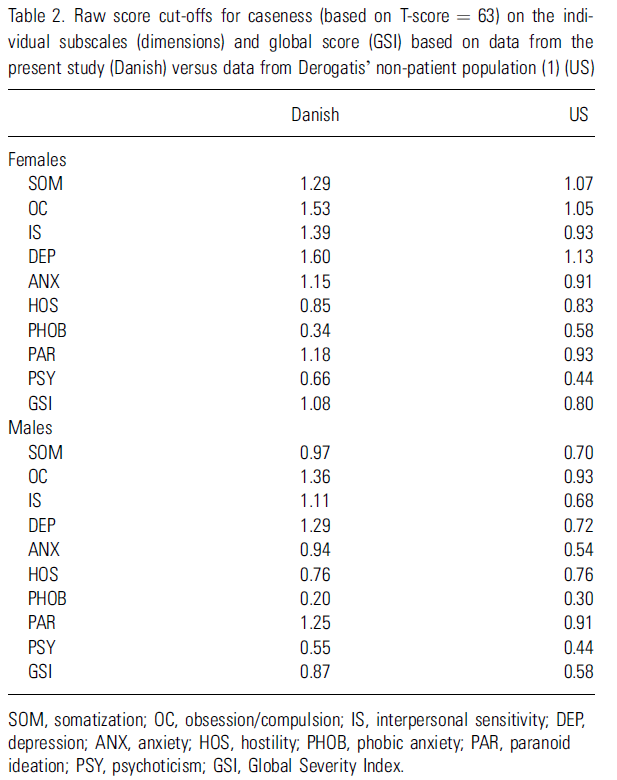 Table 2. Raw score cut-offs for caseness (based on T-score = 63) on the indi-
vidual subscales (dimensions) and global score (GSI) based on data from the
present study (Danish) versus data from Derogatis’ non-patient population (1) (US)
Danish US
Females
SOM 1.29 1.07
OC 1.53 1.05
IS 1.39 0.93
DEP 1.60 1.13
ANX 1.15 0.91
HOS 0.85 0.83
PHOB 0.34 0.58
PAR 1.18 0.93
PSY 0.66 0.44
GSI 1.08 0.80
Males
SOM 0.97 0.70
OC 1.36 0.93
IS 1.11 0.68
DEP 1.29 0.72
ANX 0.94 0.54
HOS 0.76 0.76
PHOB 0.20 0.30
PAR 1.25 0.91
PSY 0.55 0.44
GSI 0.87 0.58
SOM, somatization; OC, obsession/compulsion; IS, interpersonal sensitivity; DEP,
depression; ANX, anxiety; HOS, hostility; PHOB, phobic anxiety; PAR, paranoid
ideation; PSY, psychoticism; GSI, Global Severity Index.